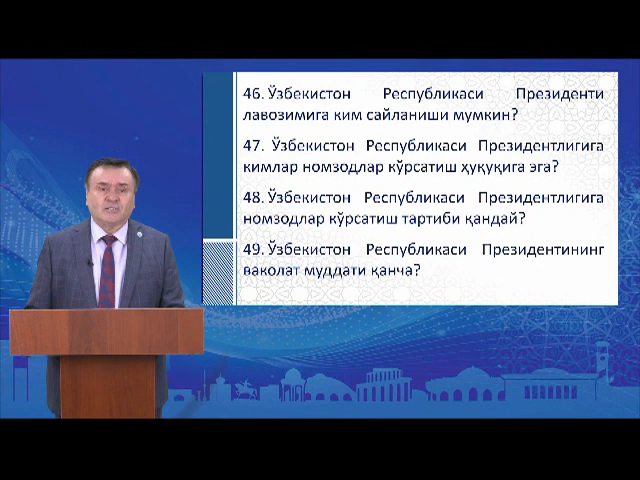 46. Ўзбекистон Республикаси Президенти
лавозимига ким сайланиши мумкин?
47. Ўзбекистон Республикаси Президентлигига
кимлар номзодлар кўрсатиш ҳуқуқига эга?
48. Ўзбекистон Республикаси Президентлигига
номзодлар кўрсатиш тартиби қандай?
49. Ўзбекистон Республикаси Президентининг
ваколат муддати қанча?